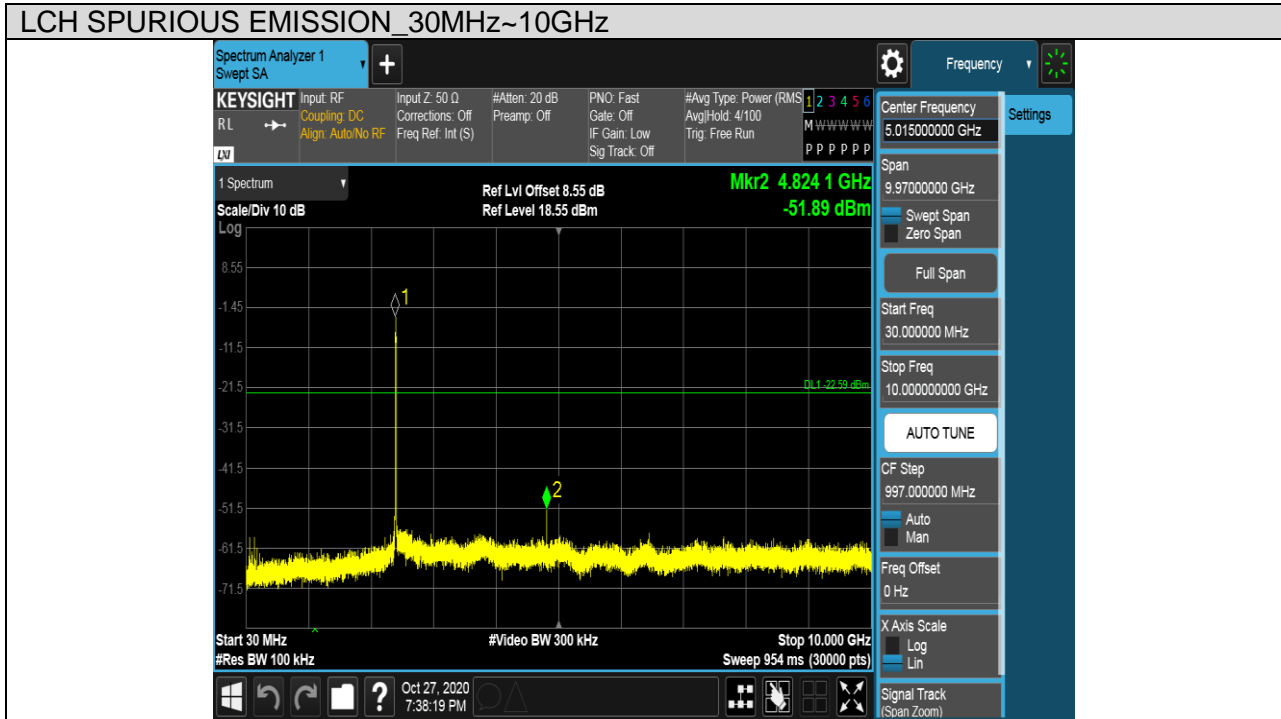 LCH SPURIOUS EMISSION_30MHz~10GHz
Spectrum Analyzer 1
Swept SA
Frequency
KEYSIGHT
RL
LXI
Input: RF
Coupling: DC
Align: Auto/No RF
Input Z: 50 Ω
Corrections: Off
Freq Ref: Int (S)
#Atten: 20 dB
Preamp: Off
PNO: Fast
Gate: Off
IF Gain: Low
Sig Track: Off
#Avg Type: Power (RMS
Avg|Hold: 4/100
Trig: Free Run
1 2 3 4 5 6
M W W W W W
P P P P P P
1 Spectrum
Scale/Div 10 dB
Log
Ref Lvl Offset 8.55 dB
Ref Level 18.55 dBm
Mkr2 4.824 1 GHz
-51.89 dBm
8.55
-1.45
-11.5
-21.5
-31.5
-41.5
-51.5
-61.5
-71.5
1
DL1 -22.59 dBm
2
Start 30 MHz
#Res BW 100 kHz
#Video BW 300 kHz
Stop 10.000 GHz
Sweep 954 ms (30000 pts)
Center Frequency
5.015000000 GHz
Settings
Span
9.97000000 GHz
Swept Span
Zero Span
Full Span
Start Freq
30.000000 MHz
Stop Freq
10.000000000 GHz
AUTO TUNE
CF Step
997.000000 MHz
Auto
Man
Freq Offset
0 Hz
X Axis Scale
Log
Lin
Signal Track
(Span Zoom)
?
Oct 27, 2020
7:38:19 PM